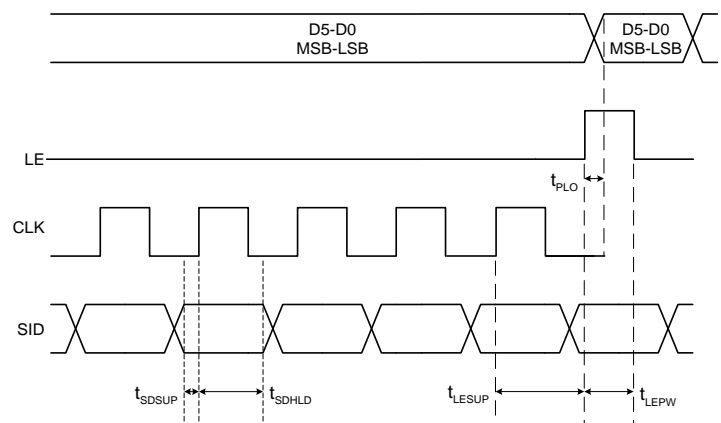 D5-D0 D5-D0
MSB-LSB MSB-LSB
LE
tPLO
CLK
SID
tSDSUP tSDHLD tLESUP tLEPW